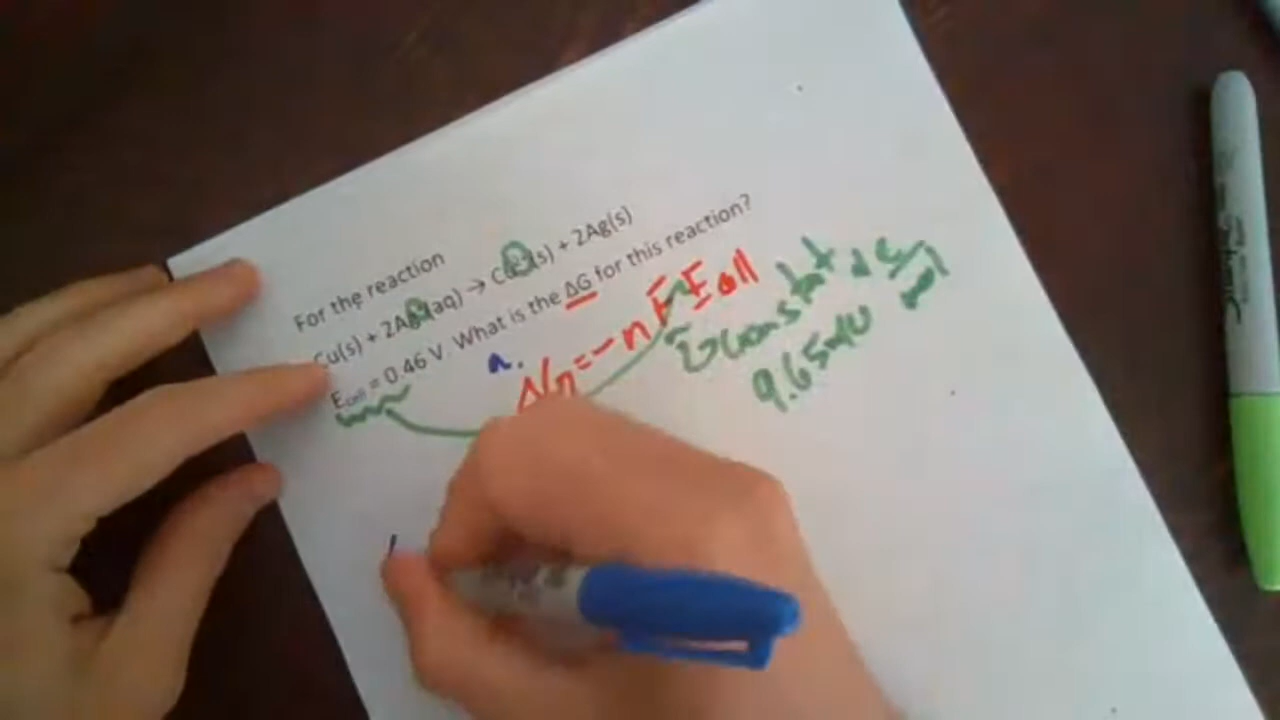 For the reaction
Cu(s) + 2Ag (aq) → Cu (s) + 2Ag(s)
Ecell = 0.46 V. What is the ΔG for this reaction?
n.
ΔG = -nFEcell
constant
9.65x10